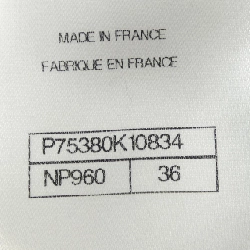 MADE IN FRANCE
FABRIQUE EN FRANCE
P75380K10834
NP960 36